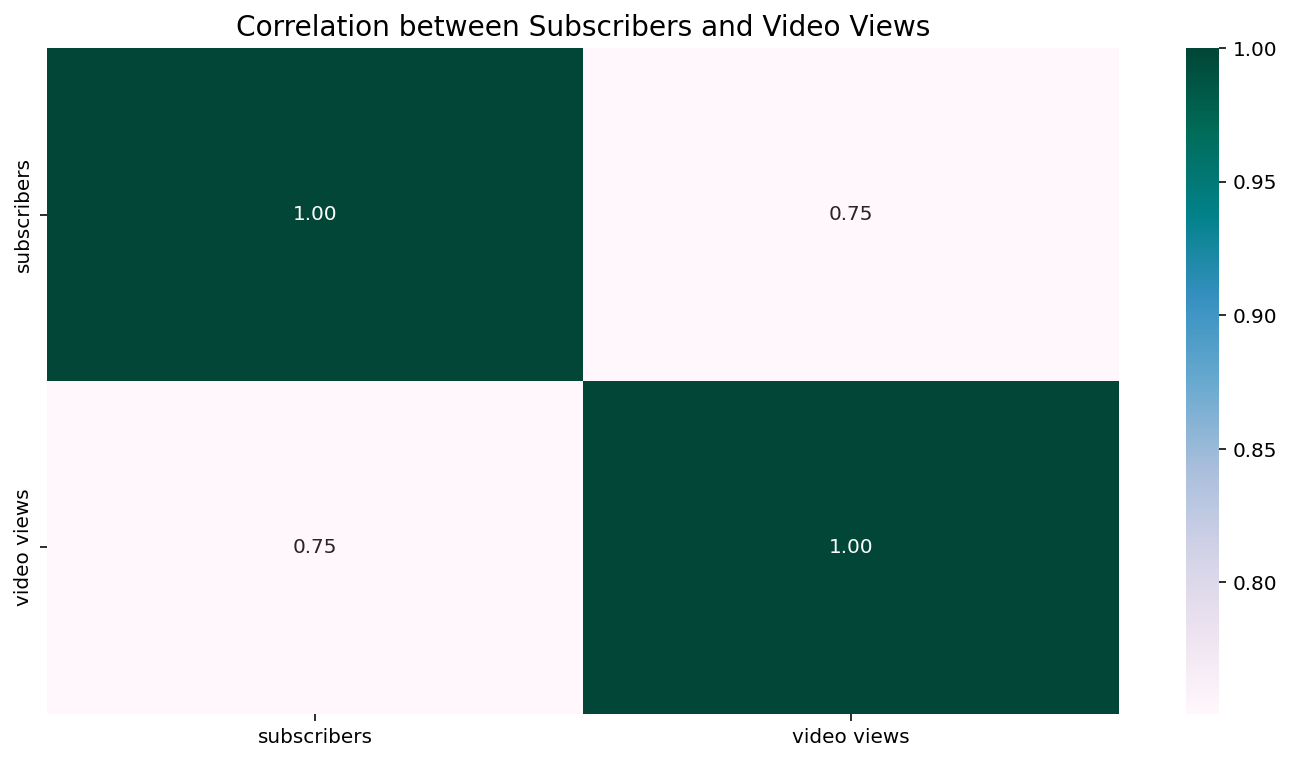 Correlation between Subscribers and Video Views
subscribers
1.00
0.75
video views
0.75
1.00
subscribers
video views
1.00
0.95
0.90
0.85
0.80